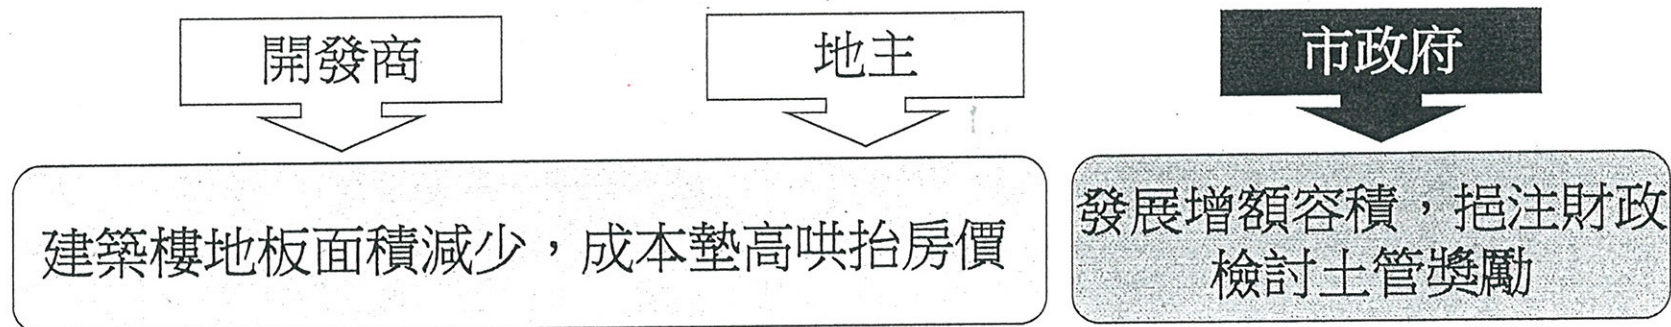 開發商
地主
市政府
建築樓地板面積減少，成本墊高哄抬房價
發展增額容積，挹注財政
檢討土管獎勵